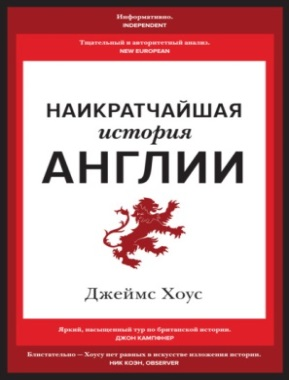 Информативно.
INDEPENDENT
Тщательный и авторитетный анализ.
NEW EUROPEAN
НАИКРАТЧАЙШАЯ
история
АНГЛИИ
Джеймс Хоус
Яркий, насыщенный тур по британской истории.
ДЖОН КАМПФНЕР
Блистательно — Хоусу нет равных в искусстве изложения истории.
НИК КОЭН, OBSERVER